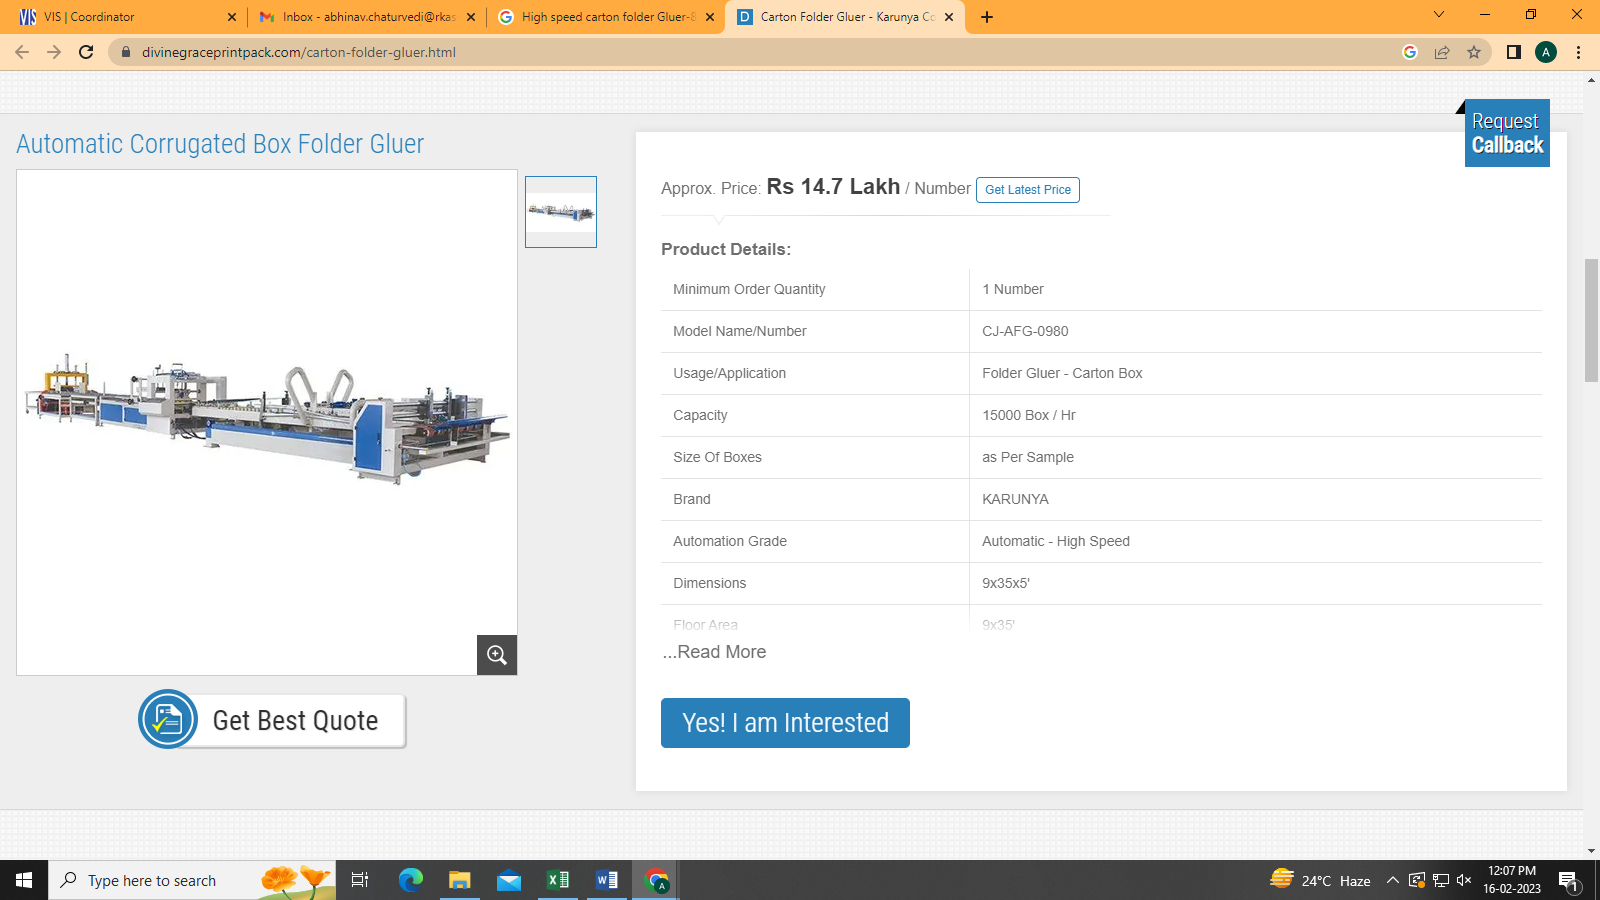 VIS VIS | Coordinator
Inbox - abhinav.chaturvedi@rkas
High speed carton folder Gluer-8
D Carton Folder Gluer - Karunya Co
divinegraceprintpack.com/carton-folder-gluer.html
A
Request
Callback
Automatic Corrugated Box Folder Gluer
Approx. Price: Rs 14.7 Lakh / Number Get Latest Price
Product Details:
Minimum Order Quantity 1 Number
Model Name/Number CJ-AFG-0980
Usage/Application Folder Gluer - Carton Box
Capacity 15000 Box / Hr
Size Of Boxes as Per Sample
Brand KARUNYA
Automation Grade Automatic - High Speed
Dimensions 9x35x5'
Floor Area 9x35'
...Read More
Get Best Quote
Yes! I am Interested
Type here to search
24°C Haze
12:07 PM
16-02-2023
1